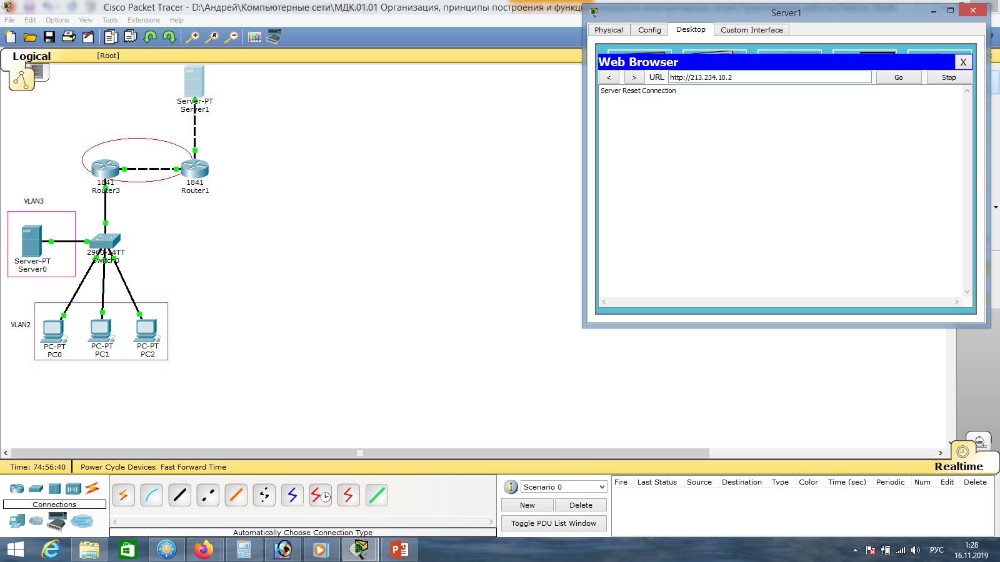 Cisco Packet Tracer - D:\Андрей\Компьютерные сети\МДК.01.01 Организация, принципы построения и функц
File Edit Options View Tools Extensions Help
Logical
[Root]
Server-PT
Server1
1841
Router3
1841
Router1
VLAN3
Server-PT
Server0
2960-24TT
Switch0
VLAN2
PC-PT
PC0
PC-PT
PC1
PC-PT
PC2
Server1
Physical Config Desktop Custom Interface
Web Browser
X
< > URL http://213.234.10.2 Go Stop
Server Reset Connection
Time: 74:56:40 Power Cycle Devices Fast Forward Time
Realtime
Connections
Automatically Choose Connection Type
Scenario 0
New Delete
Toggle PDU List Window
Fire Last Status Source Destination Type Color Time (sec) Periodic Num Edit Delete
РУС
1:28
16.11.2019